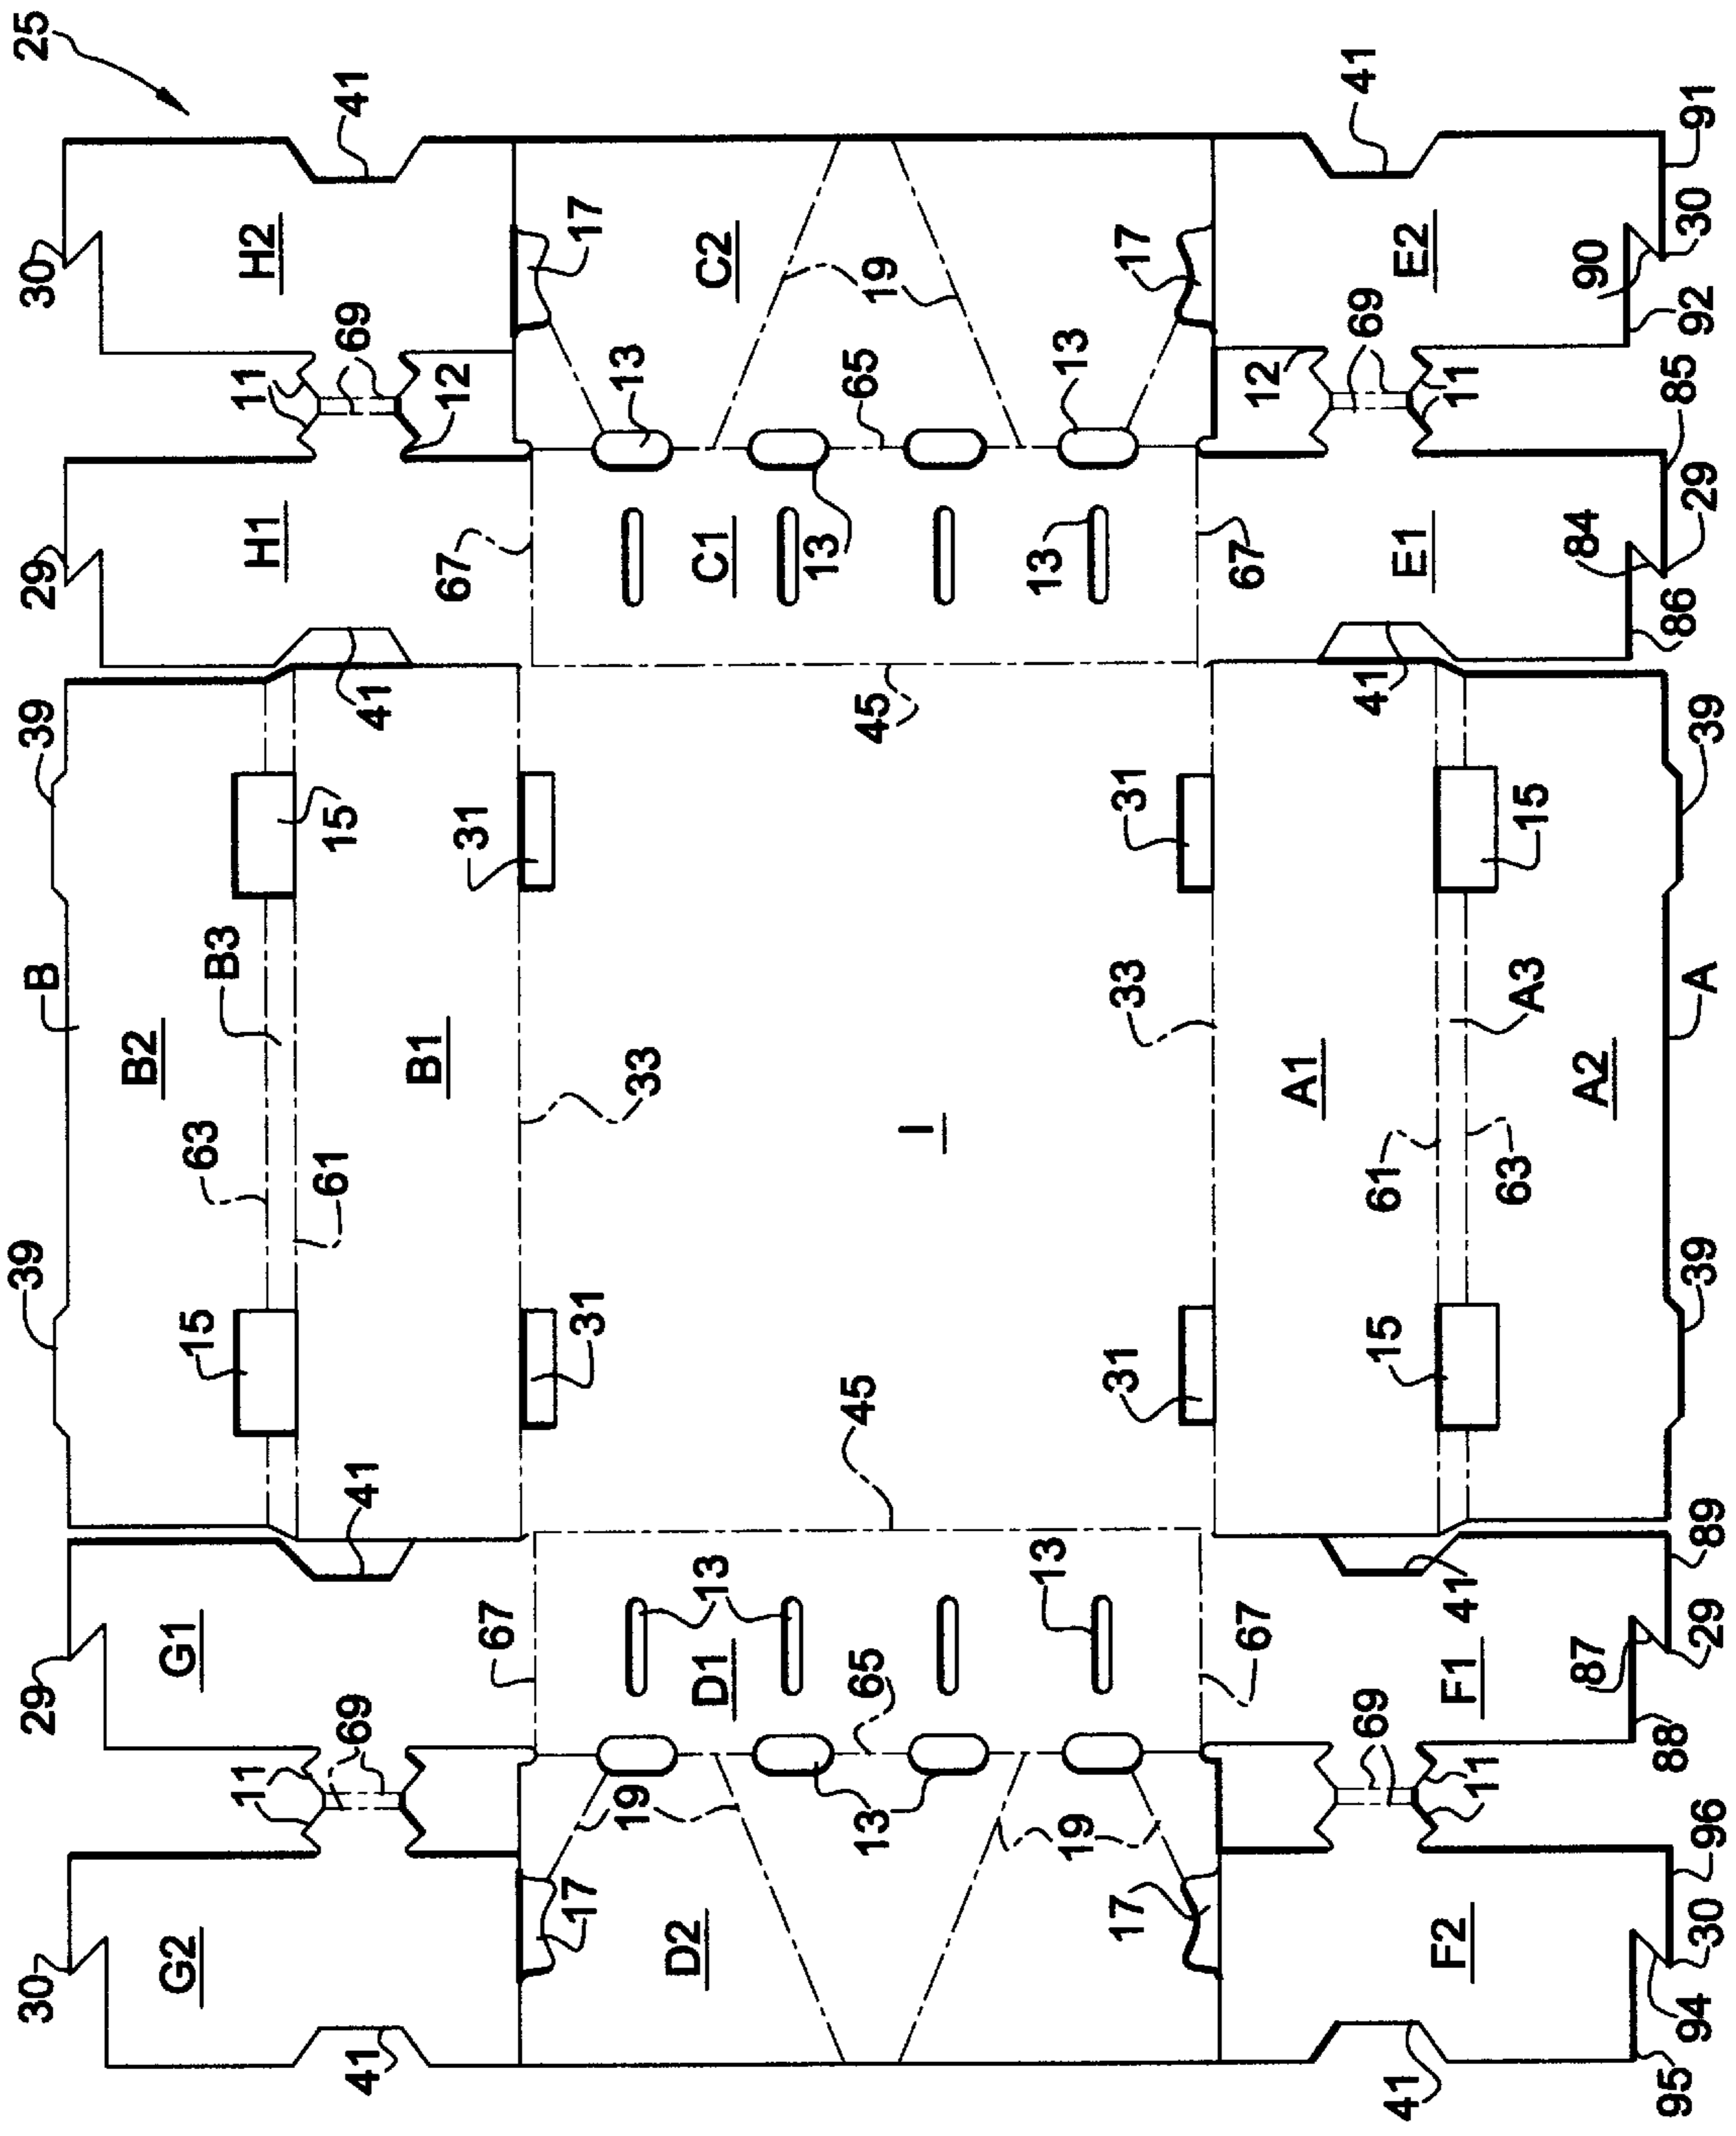 30 29 39 B 39 29 30 25
G2 G1 B2 H1 H2
15 63 B3
11 11
61 15
41 69 41 69 41
41
B1 67 12
67 31
17 31 33 17
19 13
D2 D1 13 C1 C2
13
13 65 45 45 65 19
I
19 13 13 13
17 31 33 31 17
67 67 12
A1
15 61
41 69 41 69 41
E1 E2
F2 11 F1 41 11
63 A3 15
87 A2 84 90
95 94 88 86 85 92
30 96 29 89 39 A 39 29 30 91